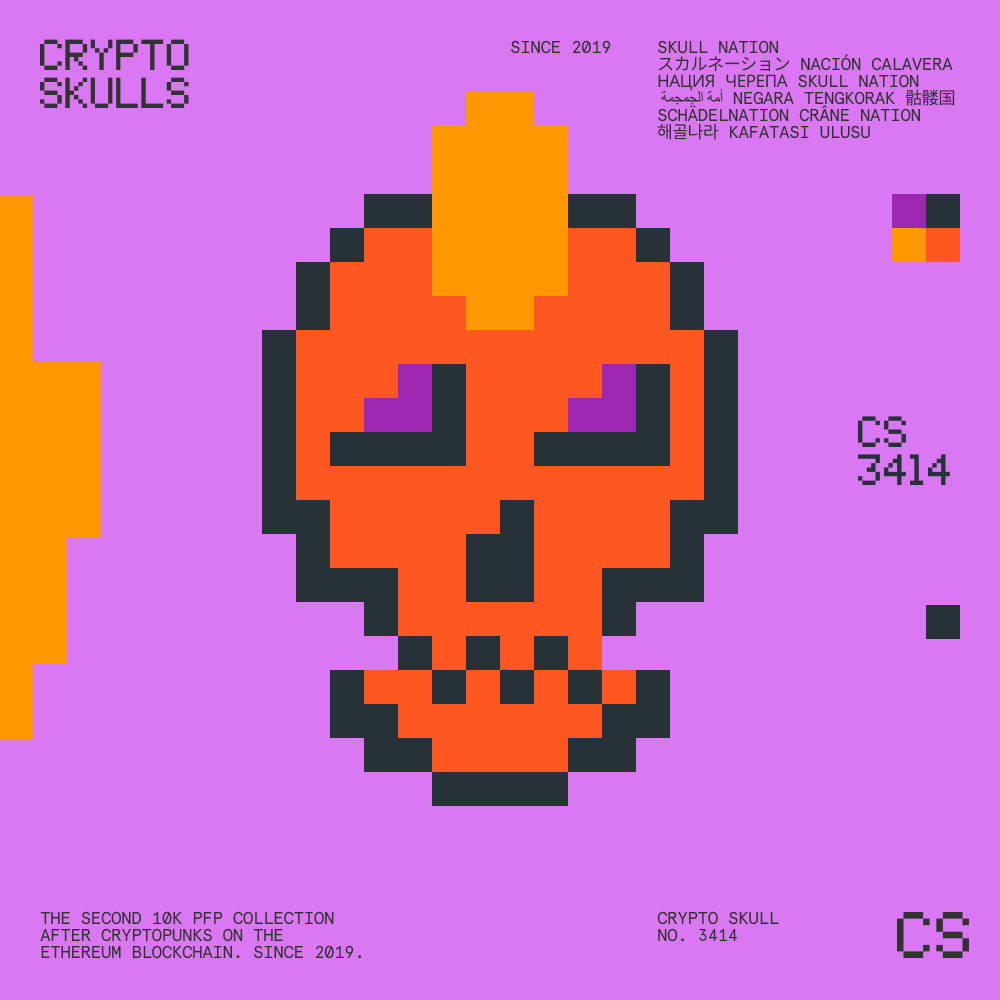 CRYPTO
SKULLS
SINCE 2019
SKULL NATION
スカルネーション NACIÓN CALAVERA
НАЦИЯ ЧЕРЕПА SKULL NATION
أمة الجمجمة NEGARA TENGKORAK 骷髅国
SCHÄDELNATION CRÂNE NATION
해골나라 KAFATASI ULUSU
CS
3414
THE SECOND 10K PFP COLLECTION
AFTER CRYPTOPUNKS ON THE
ETHEREUM BLOCKCHAIN. SINCE 2019.
CRYPTO SKULL
NO. 3414
CS